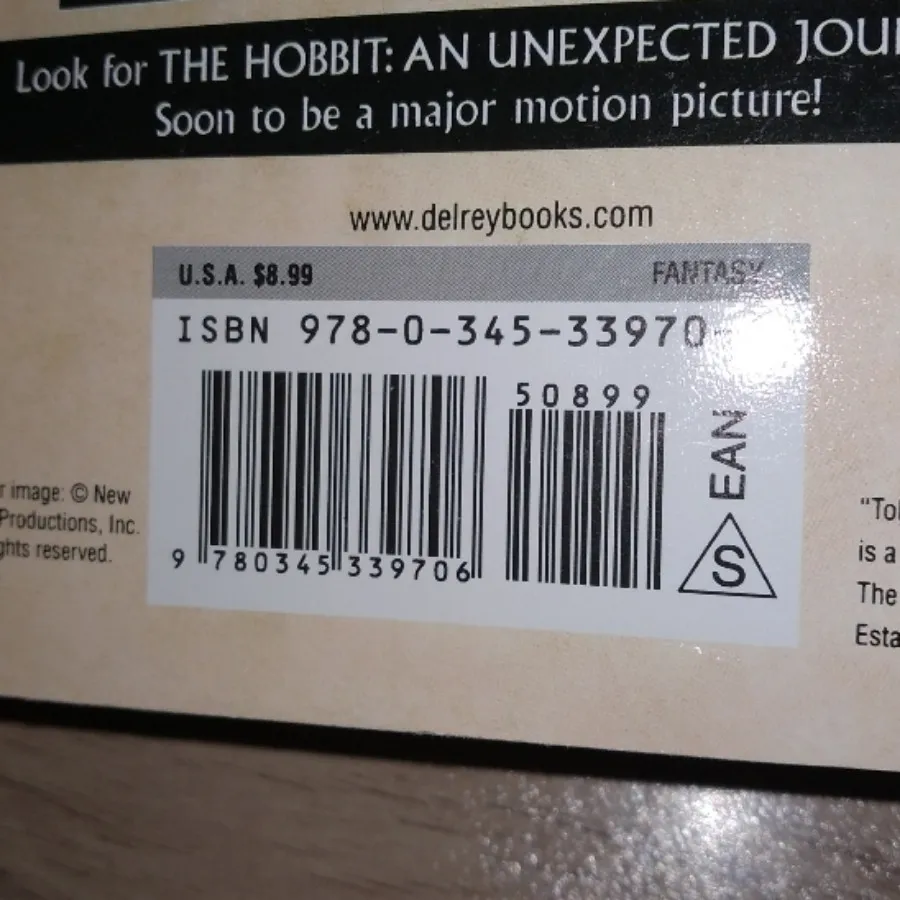 Look for THE HOBBIT: AN UNEXPECTED JOU
Soon to be a major motion picture!
www.delreybooks.com
U.S.A. $8.99 FANTASY
ISBN 978-0-345-33970-
50899
EAN
S
9 780345 339706
r image: © New
Productions, Inc.
ghts reserved.
"Tol
is a
The
Esta